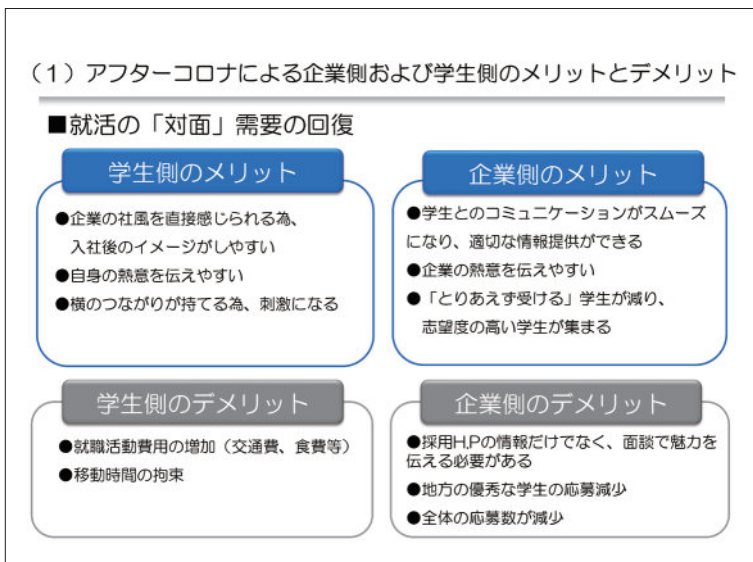 （１）アフターコロナによる企業側および学生側のメリットとデメリット
■就活の「対面」需要の回復
学生側のメリット
●企業の社風を直接感じられる為、
入社後のイメージがしやすい
●自身の熱意を伝えやすい
●横のつながりが持てる為、刺激になる
企業側のメリット
●学生とのコミュニケーションがスムーズ
になり、適切な情報提供ができる
●企業の熱意を伝えやすい
●「とりあえず受ける」学生が減り、
志望度の高い学生が集まる
学生側のデメリット
●就職活動費用の増加（交通費、食費等）
●移動時間の拘束
企業側のデメリット
●採用H.Pの情報だけでなく、面談で魅力を
伝える必要がある
●地方の優秀な学生の応募減少
●全体の応募数が減少